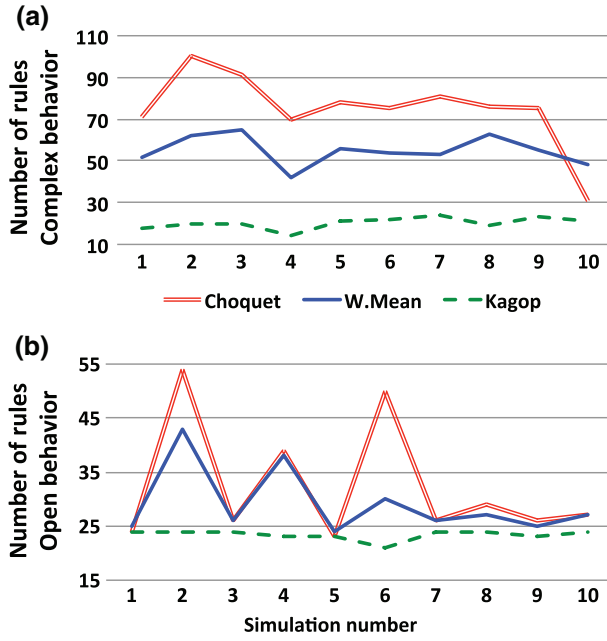 (a)
Number of rules
Complex behavior
110
90
70
50
30
10
1 2 3 4 5 6 7 8 9 10
Choquet W.Mean Kagop
(b)
Number of rules
Open behavior
55
45
35
25
15
1 2 3 4 5 6 7 8 9 10
Simulation number